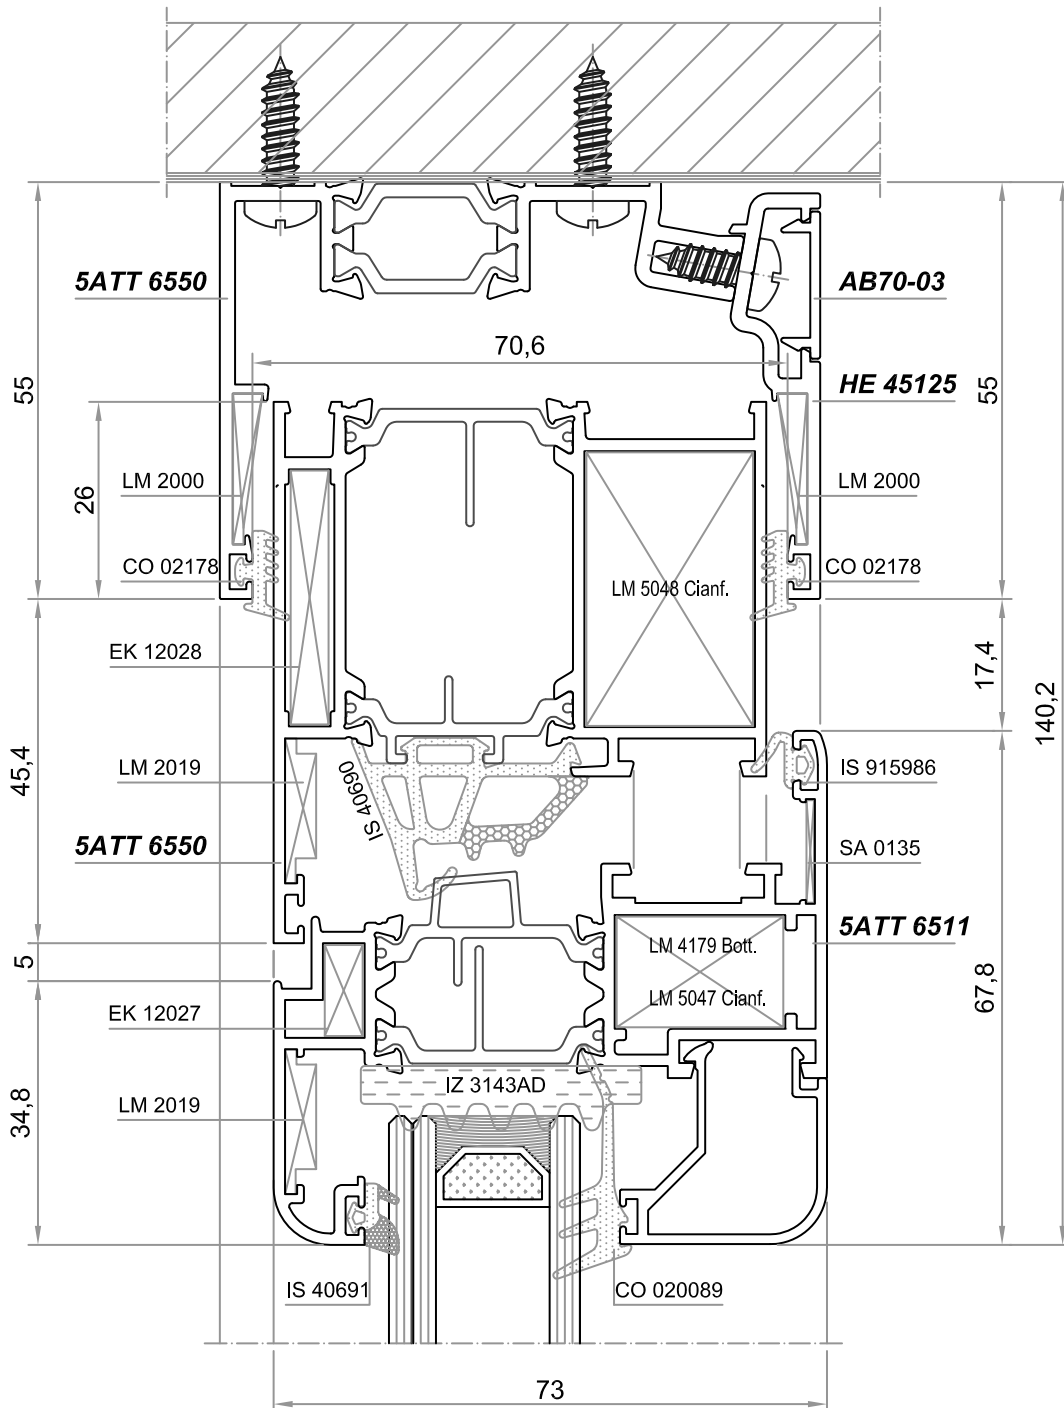 5ATT 6550
AB70-03
70,6
HE 45125
55
55
26
LM 2000
LM 2000
CO 02178
CO 02178
LM 5048 Cianf.
EK 12028
17,4
140,2
45,4
LM 2019
IS 40690
IS 915986
5ATT 6550
SA 0135
5ATT 6511
LM 4179 Bott.
5
LM 5047 Cianf.
67,8
EK 12027
IZ 3143AD
34,8
LM 2019
IS 40691
CO 020089
73